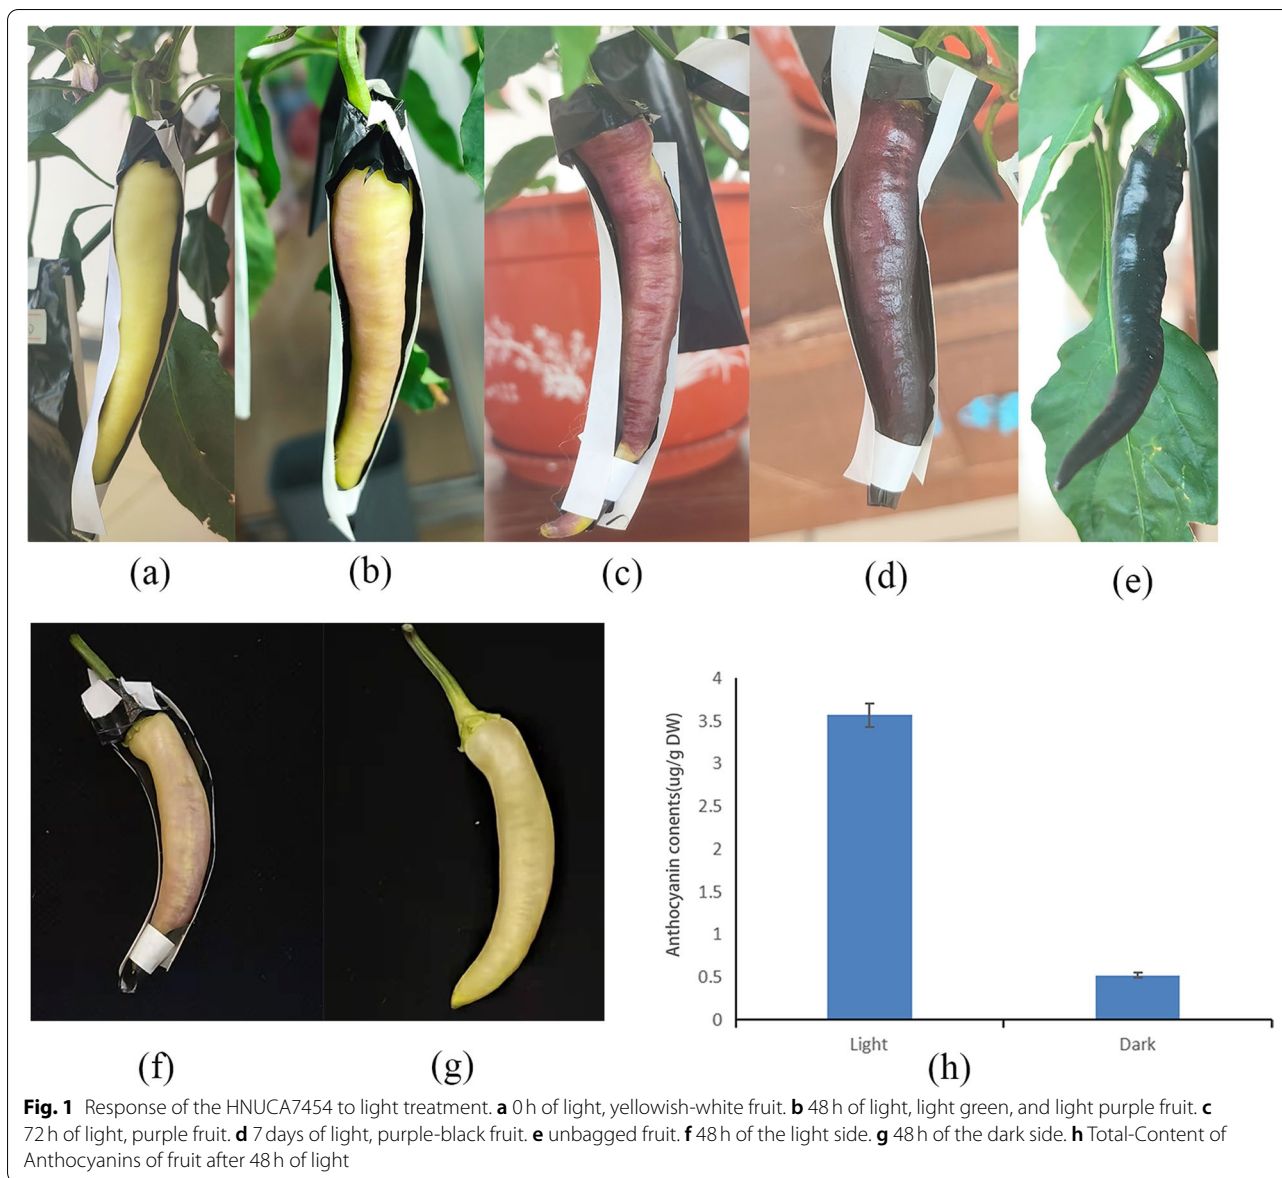 (a)
(b)
(c)
(d)
(e)
4
3.5
3
2.5
2
1.5
1
0.5
0
Anthocyanin conents(ug/g DW)
Light
Dark
(f)
(g)
(h)
Fig. 1 Response of the HNUCA7454 to light treatment. a 0 h of light, yellowish-white fruit. b 48 h of light, light green, and light purple fruit. c
72 h of light, purple fruit. d 7 days of light, purple-black fruit. e unbagged fruit. f 48 h of the light side. g 48 h of the dark side. h Total-Content of
Anthocyanins of fruit after 48 h of light